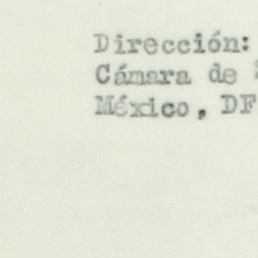 Dirección:
Cámara de
México, DF